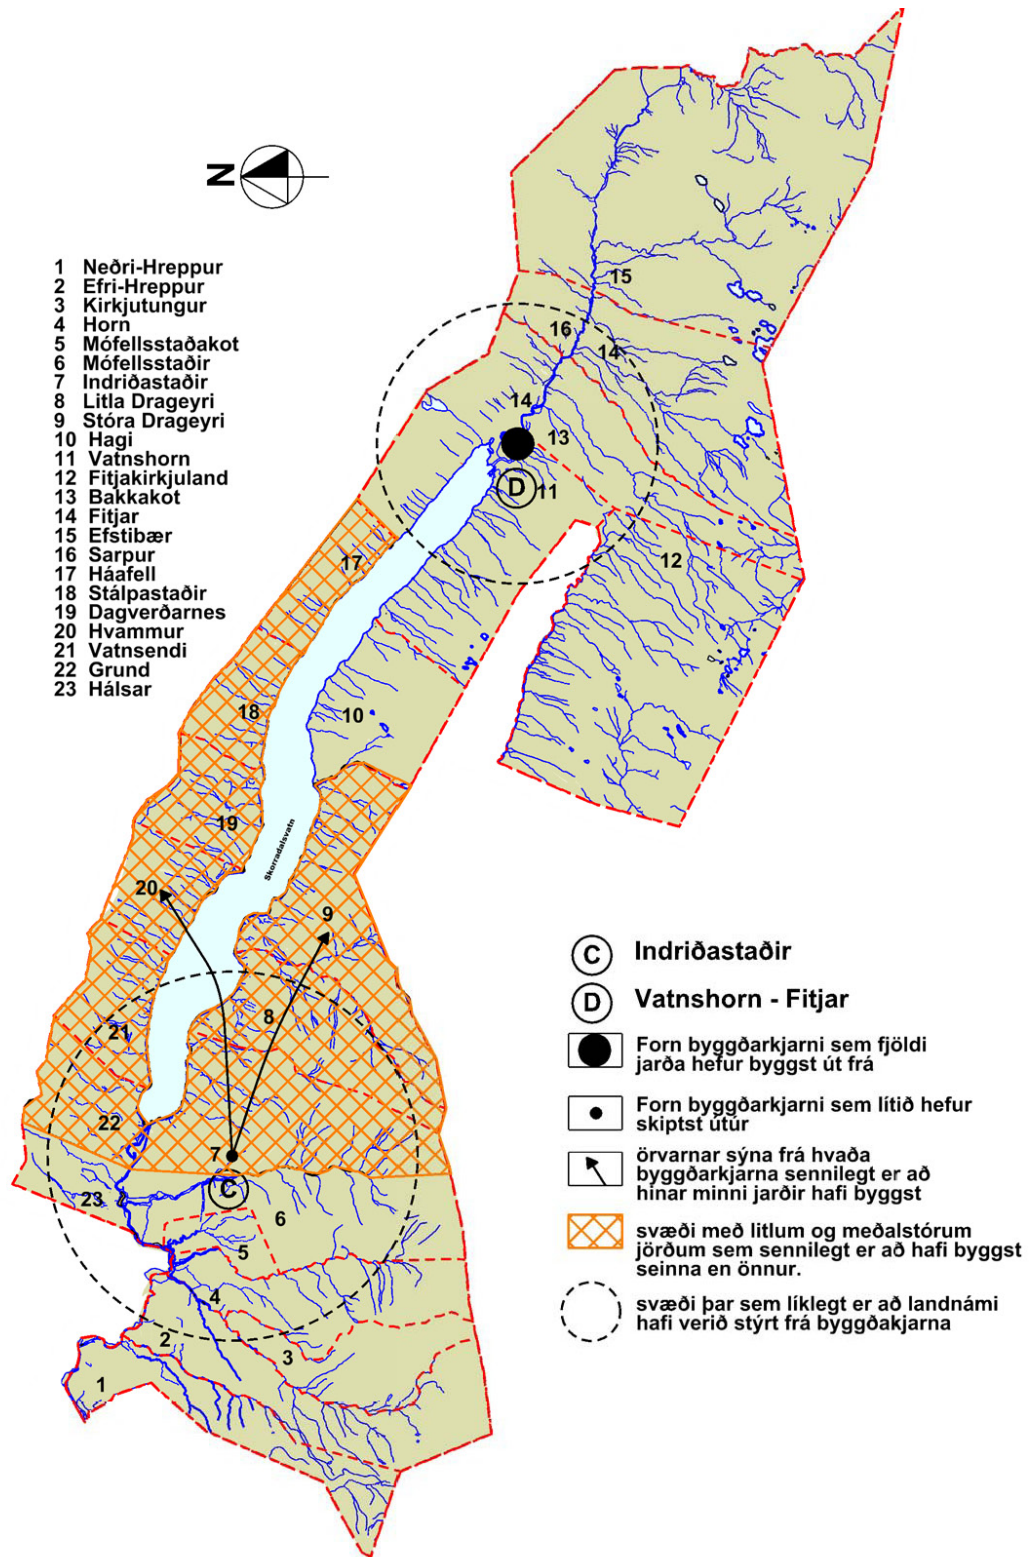 N
1 Neðri-Hreppur
2 Efri-Hreppur
3 Kirkjutungur
4 Horn
5 Mófellsstaðakot
6 Mófellsstaðir
7 Indriðastaðir
8 Litla Drageyri
9 Stóra Drageyri
10 Hagi
11 Vatnshorn
12 Fitjakirkjuland
13 Bakkakot
14 Fitjar
15 Efstibær
16 Sarpur
17 Háafell
18 Stálpastaðir
19 Dagverðarnes
20 Hvammur
21 Vatnsendi
22 Grund
23 Hálsar
15
16
14
14
13
D
11
12
17
18
10
19
Skorradalsvatn
20
9
8
21
22
7
C
23
6
5
4
2
3
1
C Indriðastaðir
D Vatnshorn - Fitjar
Forn byggðarkjarni sem fjöldi
jarða hefur byggst út frá
Forn byggðarkjarni sem lítið hefur
skiptst útúr
örvarnar sýna frá hvaða
byggðarkjarna sennilegt er að
hinar minni jarðir hafi byggst
svæði með litlum og meðalstórum
jörðum sem sennilegt er að hafi byggst
seinna en önnur.
svæði þar sem líklegt er að landnámi
hafi verið stýrt frá byggðakjarna